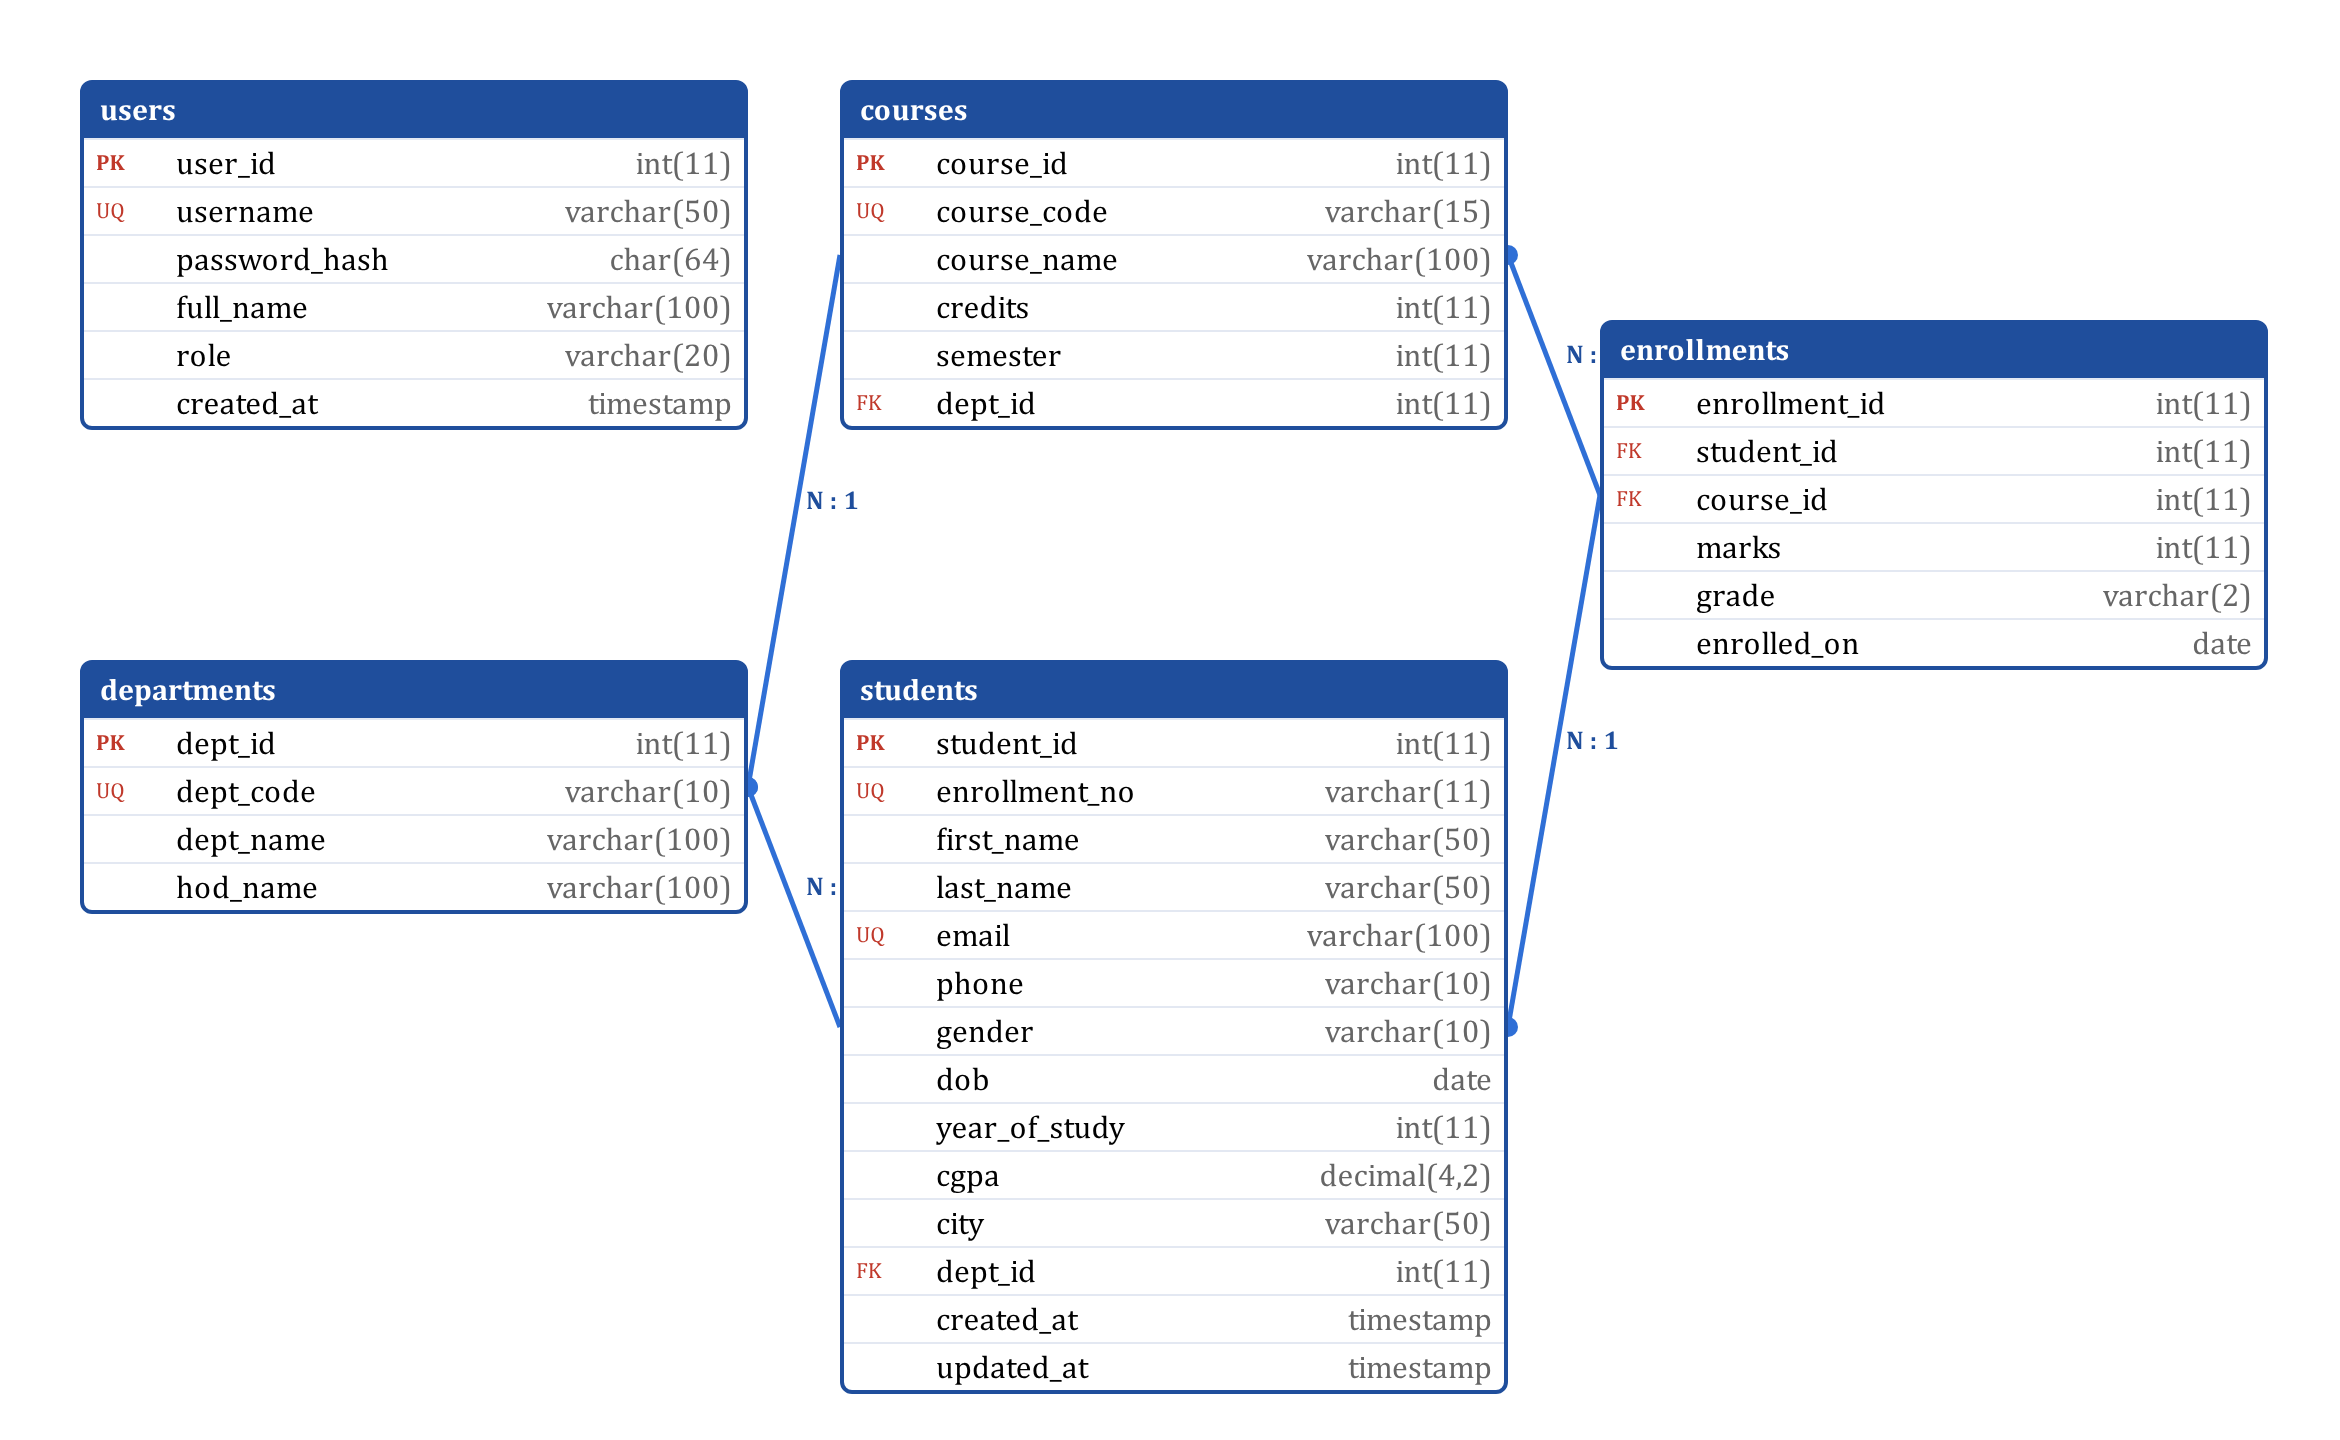 users
PK user_id int(11)
UQ username varchar(50)
password_hash char(64)
full_name varchar(100)
role varchar(20)
created_at timestamp
courses
PK course_id int(11)
UQ course_code varchar(15)
course_name varchar(100)
credits int(11)
semester int(11)
FK dept_id int(11)
N :
enrollments
PK enrollment_id int(11)
FK student_id int(11)
FK course_id int(11)
marks int(11)
grade varchar(2)
enrolled_on date
N : 1
departments
PK dept_id int(11)
UQ dept_code varchar(10)
dept_name varchar(100)
hod_name varchar(100)
N :
students
PK student_id int(11)
UQ enrollment_no varchar(11)
first_name varchar(50)
last_name varchar(50)
UQ email varchar(100)
phone varchar(10)
gender varchar(10)
dob date
year_of_study int(11)
cgpa decimal(4,2)
city varchar(50)
FK dept_id int(11)
created_at timestamp
updated_at timestamp
N : 1